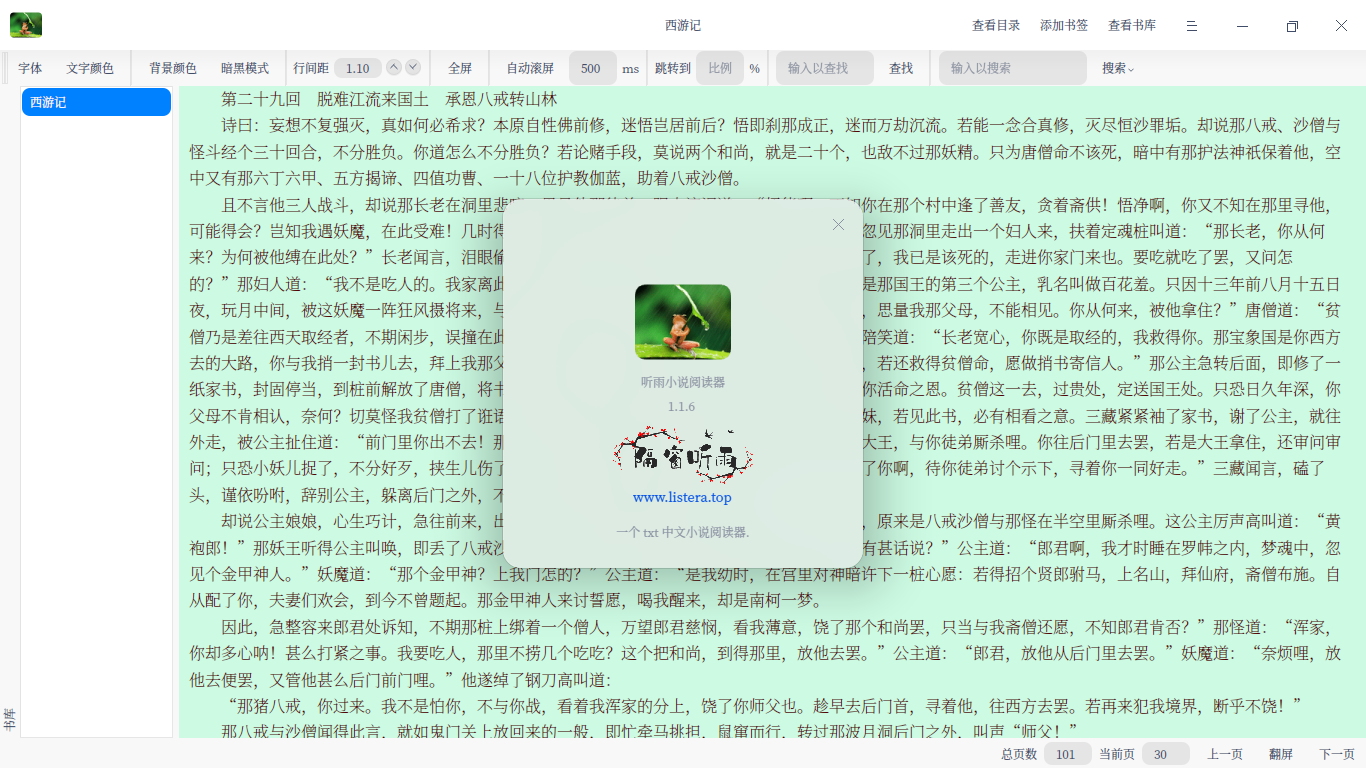 西游记
查看目录 添加书签 查看书库
字体 文字颜色 背景颜色 暗黑模式 行间距 1.10 全屏 自动滚屏 500 ms 跳转到 比例 % 输入以查找 查找 输入以搜索 搜索
西游记
书库
第二十九回 脱难江流来国土 承恩八戒转山林
诗曰：妄想不复强灭，真如何必希求？本原自性佛前修，迷悟岂居前后？悟即刹那成正，迷而万劫沉流。若能一念合真修，灭尽恒沙罪垢。却说那八戒、沙僧与
怪斗经个三十回合，不分胜负。你道怎么不分胜负？若论赌手段，莫说两个和尚，就是二十个，也敌不过那妖精。只为唐僧命不该死，暗中有那护法神祇保着他，空
中又有那六丁六甲、五方揭谛、四值功曹、一十八位护教伽蓝，助着八戒沙僧。
且不言他三人战斗，却说那长老在洞里悲 你在那个村中逢了善友，贪着斋供！悟净啊，你又不知在那里寻他，
可能得会？岂知我遇妖魔，在此受难！几时得 忽见那洞里走出一个妇人来，扶着定魂桩叫道：“那长老，你从何
来？为何被他缚在此处？”长老闻言，泪眼偷 了，我已是该死的，走进你家门来也。要吃就吃了罢，又问怎
的？”那妇人道：“我不是吃人的。我家离此 是那国王的第三个公主，乳名叫做百花羞。只因十三年前八月十五日
夜，玩月中间，被这妖魔一阵狂风摄将来，与 思量我那父母，不能相见。你从何来，被他拿住？”唐僧道：“贫
僧乃是差往西天取经者，不期闲步，误撞在此 陪笑道：“长老宽心，你既是取经的，我救得你。那宝象国是你西方
去的大路，你与我捎一封书儿去，拜上我那父 若还救得贫僧命，愿做捎书寄信人。”那公主急转后面，即修了一
纸家书，封固停当，到桩前解放了唐僧，将书 你活命之恩。贫僧这一去，过贵处，定送国王处。只恐日久年深，你
父母不肯相认，奈何？切莫怪我贫僧打了诳语 妹，若见此书，必有相看之意。三藏紧紧袖了家书，谢了公主，就往
外走，被公主扯住道：“前门里你出不去！那 大王，与你徒弟厮杀哩。你往后门里去罢，若是大王拿住，还审问审
问；只恐小妖儿捉了，不分好歹，挟生儿伤了 了你啊，待你徒弟讨个示下，寻着你一同好走。”三藏闻言，磕了
头，谨依吩咐，辞别公主，躲离后门之外，不
却说公主娘娘，心生巧计，急往前来，出 原来是八戒沙僧与那怪在半空里厮杀哩。这公主厉声高叫道：“黄
袍郎！”那妖王听得公主叫唤，即丢了八戒沙 有甚话说？”公主道：“郎君啊，我才时睡在罗帏之内，梦魂中，忽
见个金甲神人。”妖魔道：“那个金甲神？上我门怎的？”公主道：“是我幼时，在宫里对神暗许下一桩心愿：若得招个贤郎驸马，上名山，拜仙府，斋僧布施。自
从配了你，夫妻们欢会，到今不曾题起。那金甲神人来讨誓愿，喝我醒来，却是南柯一梦。
因此，急整容来郎君处诉知，不期那桩上绑着一个僧人，万望郎君慈悯，看我薄意，饶了那个和尚罢，只当与我斋僧还愿，不知郎君肯否？”那怪道：“浑家，
你却多心呐！甚么打紧之事。我要吃人，那里不捞几个吃吃？这个把和尚，到得那里，放他去罢。”公主道：“郎君，放他从后门里去罢。”妖魔道：“奈烦哩，放
他去便罢，又管他甚么后门前门哩。”他遂绰了钢刀高叫道：
“那猪八戒，你过来。我不是怕你，不与你战，看着我浑家的分上，饶了你师父也。趁早去后门首，寻着他，往西方去罢。若再来犯我境界，断乎不饶！”
那八戒与沙僧闻得此言，就如鬼门关上放回来的一般，即忙牵马挑担，鼠窜而行，转过那波月洞后门之外，叫声“师父！”
听雨小说阅读器
1.1.6
隔窗听雨
www.listera.top
一个 txt 中文小说阅读器.
总页数 101 当前页 30 上一页 翻屏 下一页